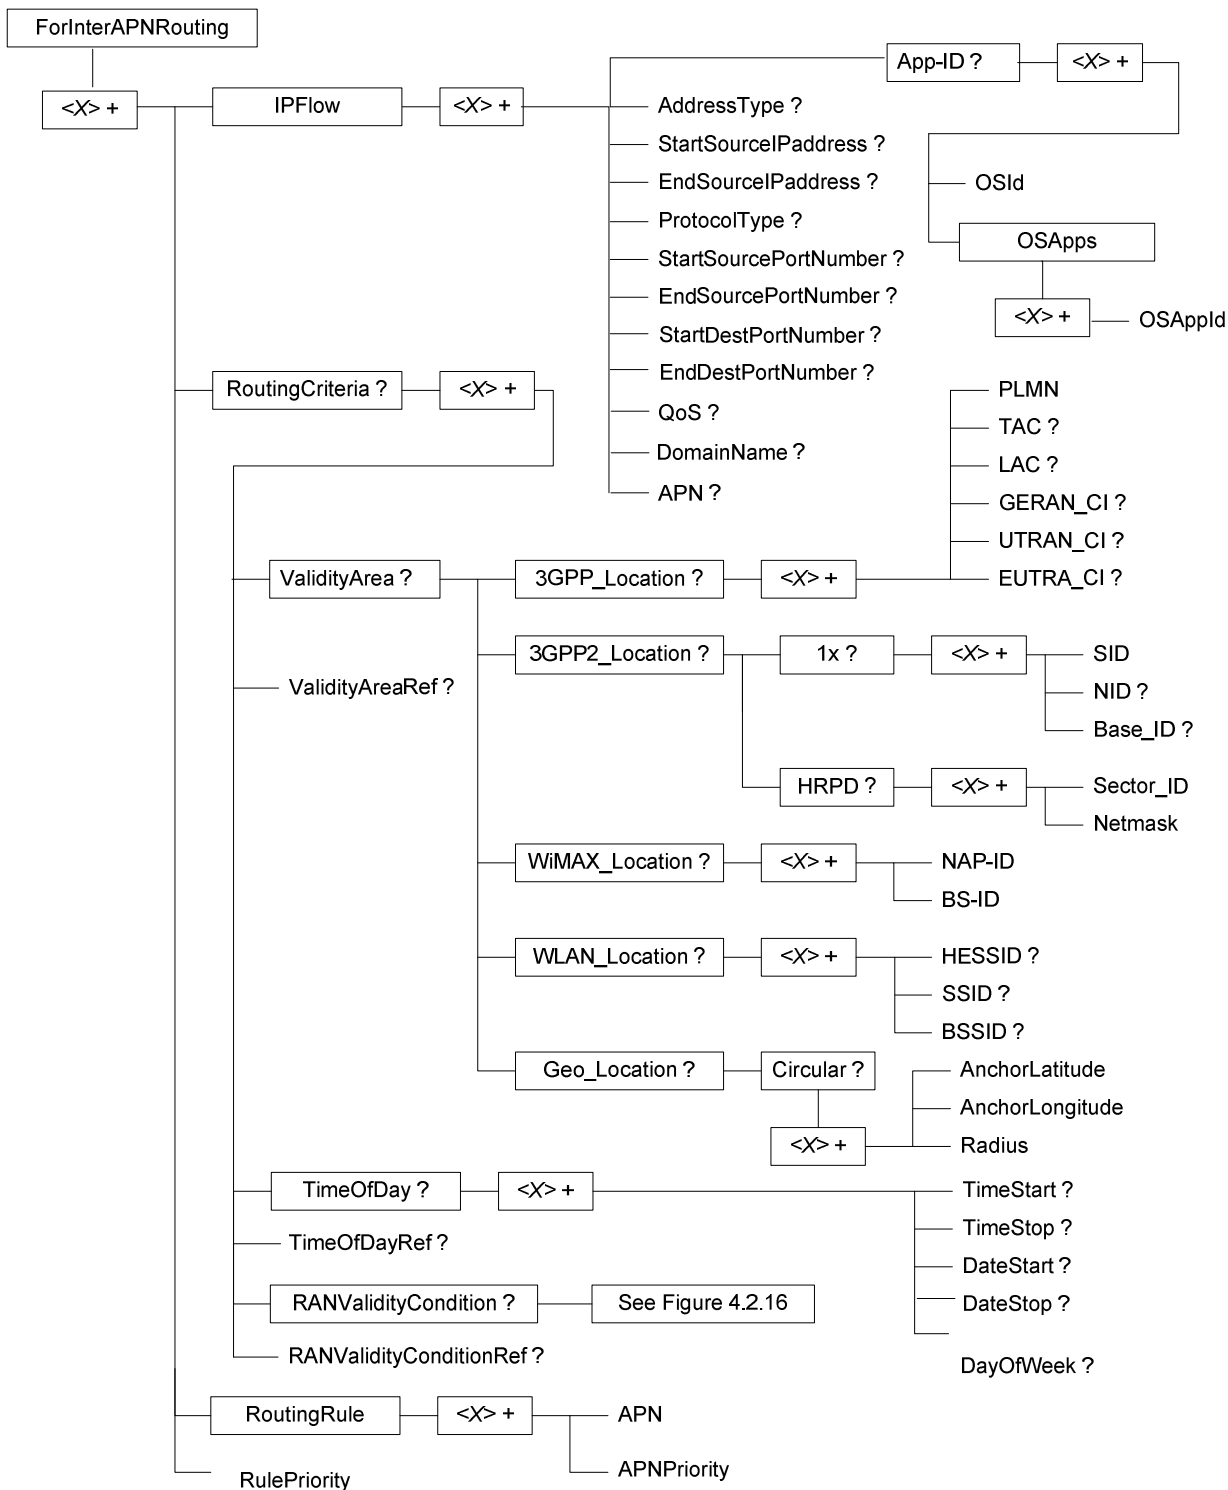 ForInterAPNRouting
<X> +
IPFlow
<X> +
App-ID ?
<X> +
OSId
OSApps
<X> +
OSAppId
AddressType ?
StartSourceIPaddress ?
EndSourceIPaddress ?
ProtocolType ?
StartSourcePortNumber ?
EndSourcePortNumber ?
StartDestPortNumber ?
EndDestPortNumber ?
QoS ?
DomainName ?
APN ?
RoutingCriteria ?
<X> +
ValidityArea ?
3GPP_Location ?
<X> +
PLMN
TAC ?
LAC ?
GERAN_CI ?
UTRAN_CI ?
EUTRA_CI ?
3GPP2_Location ?
1x ?
<X> +
SID
NID ?
Base_ID ?
ValidityAreaRef ?
HRPD ?
<X> +
Sector_ID
Netmask
WiMAX_Location ?
<X> +
NAP-ID
BS-ID
WLAN_Location ?
<X> +
HESSID ?
SSID ?
BSSID ?
Geo_Location ?
Circular ?
<X> +
AnchorLatitude
AnchorLongitude
Radius
TimeOfDay ?
<X> +
TimeStart ?
TimeStop ?
DateStart ?
DateStop ?
DayOfWeek ?
TimeOfDayRef ?
RANValidityCondition ?
See Figure 4.2.16
RANValidityConditionRef ?
RoutingRule
<X> +
APN
APNPriority
RulePriority